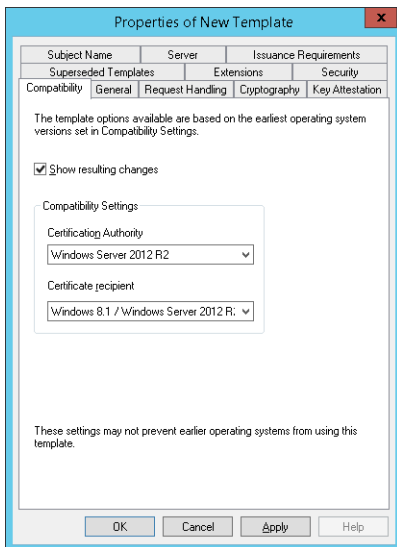 Properties of New Template
x
Subject Name Server Issuance Requirements
Superseded Templates Extensions Security
Compatibility General Request Handling Cryptography Key Attestation
The template options available are based on the earliest operating system
versions set in Compatibility Settings.
Show resulting changes
Compatibility Settings
Certification Authority
Windows Server 2012 R2
Certificate recipient
Windows 8.1 / Windows Server 2012 R
These settings may not prevent earlier operating systems from using this
template.
OK Cancel Apply Help